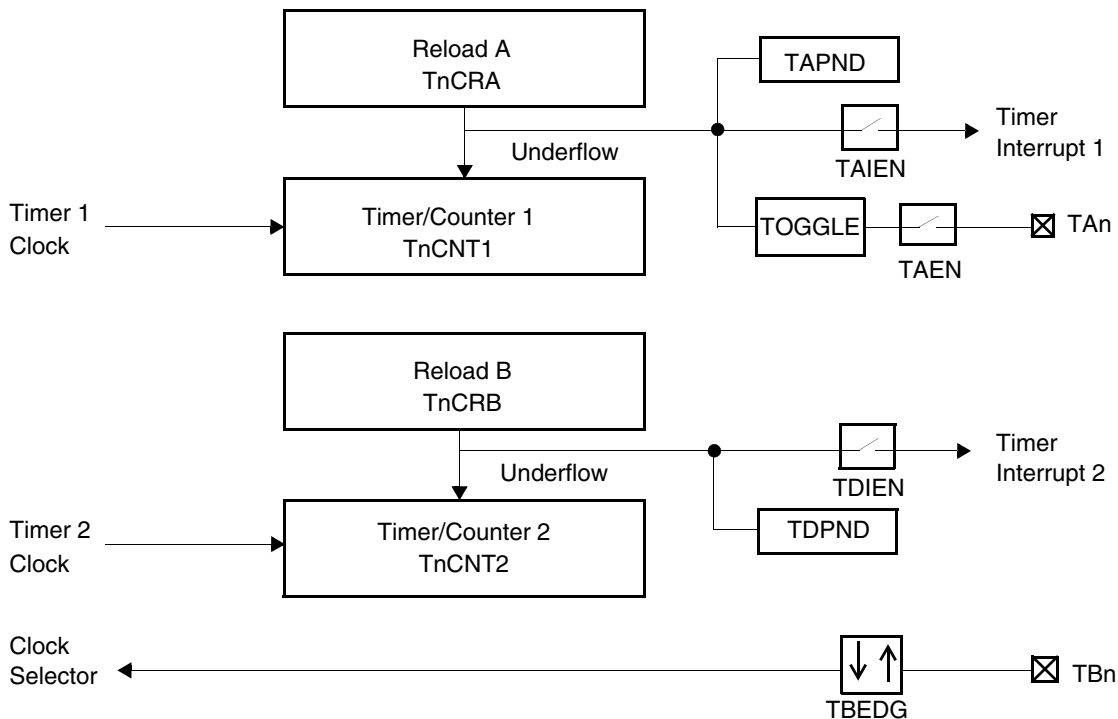 Reload A
TnCRA
TAPND
Timer
Interrupt 1
Underflow
TAIEN
Timer 1
Clock
Timer/Counter 1
TnCNT1
TOGGLE
TAn
TAEN
Reload B
TnCRB
Timer
Interrupt 2
Underflow
TDIEN
Timer 2
Clock
Timer/Counter 2
TnCNT2
TDPND
Clock
Selector
TBn
TBEDG